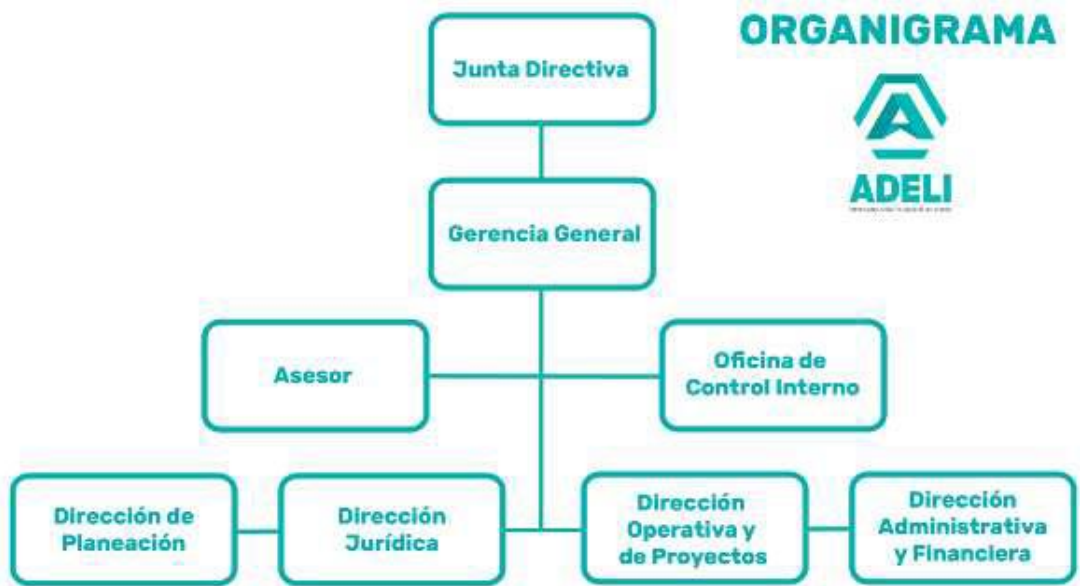 ORGANIGRAMA
ADELI
Junta Directiva
Gerencia General
Asesor
Oficina de
Control Interno
Dirección de
Planeación
Dirección
Jurídica
Dirección
Operativa y
de Proyectos
Dirección
Administrativa
y Financiera